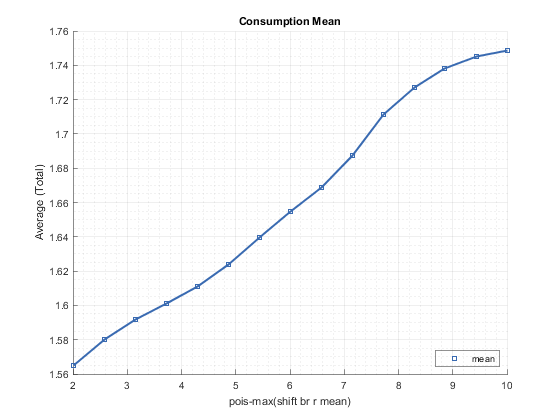 Consumption Mean
1.76
1.74
1.72
1.7
1.68
1.66
1.64
1.62
1.6
1.58
1.56
Average (Total)
2 3 4 5 6 7 8 9 10
pois-max(shift br r mean)
mean